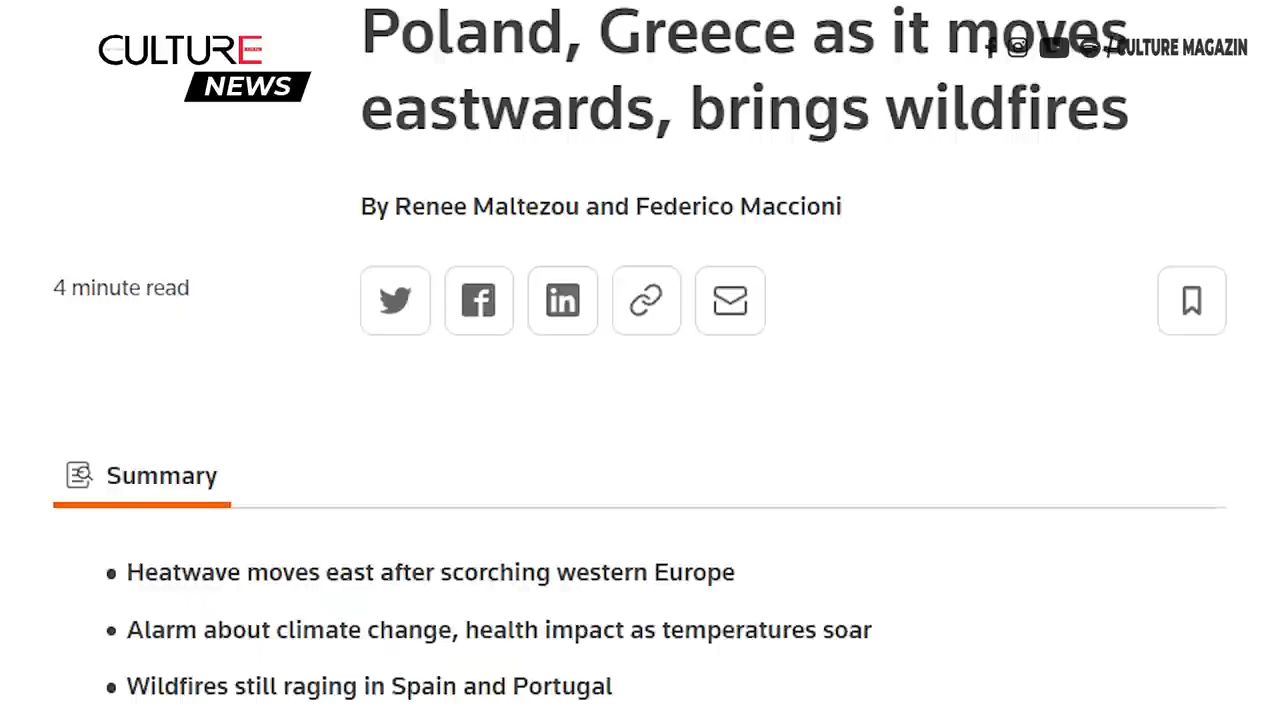 Poland, Greece as it moves
eastwards, brings wildfires
CULTURE
NEWS
/CULTURE MAGAZIN
By Renee Maltezou and Federico Maccioni
4 minute read
Summary
• Heatwave moves east after scorching western Europe
• Alarm about climate change, health impact as temperatures soar
• Wildfires still raging in Spain and Portugal